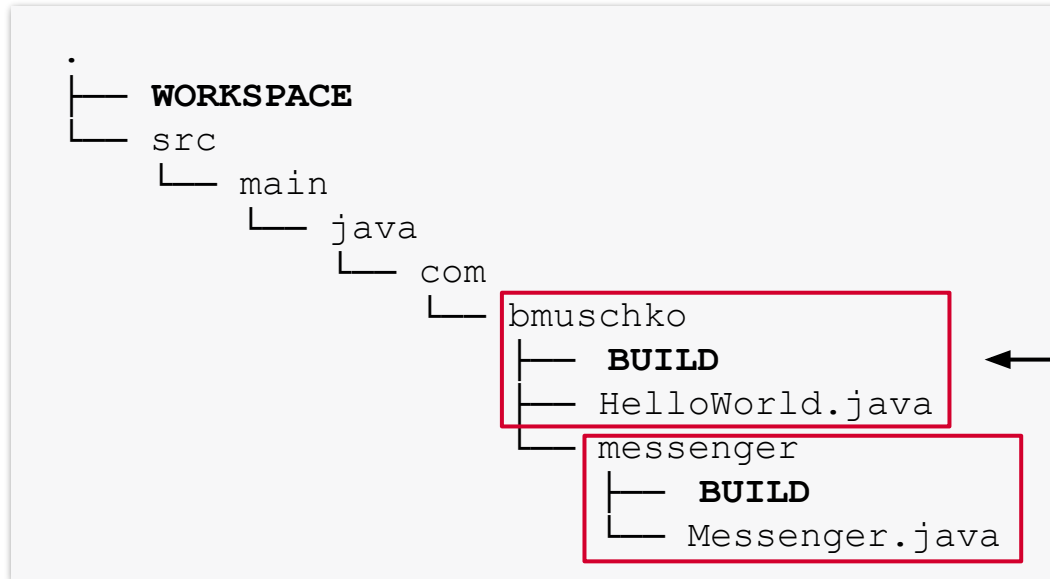 .
├── WORKSPACE
└── src
    └── main
        └── java
            └── com
                └── bmuschko
                    ├── BUILD
                    ├── HelloWorld.java
                    └── messenger
                        ├── BUILD
                        └── Messenger.java